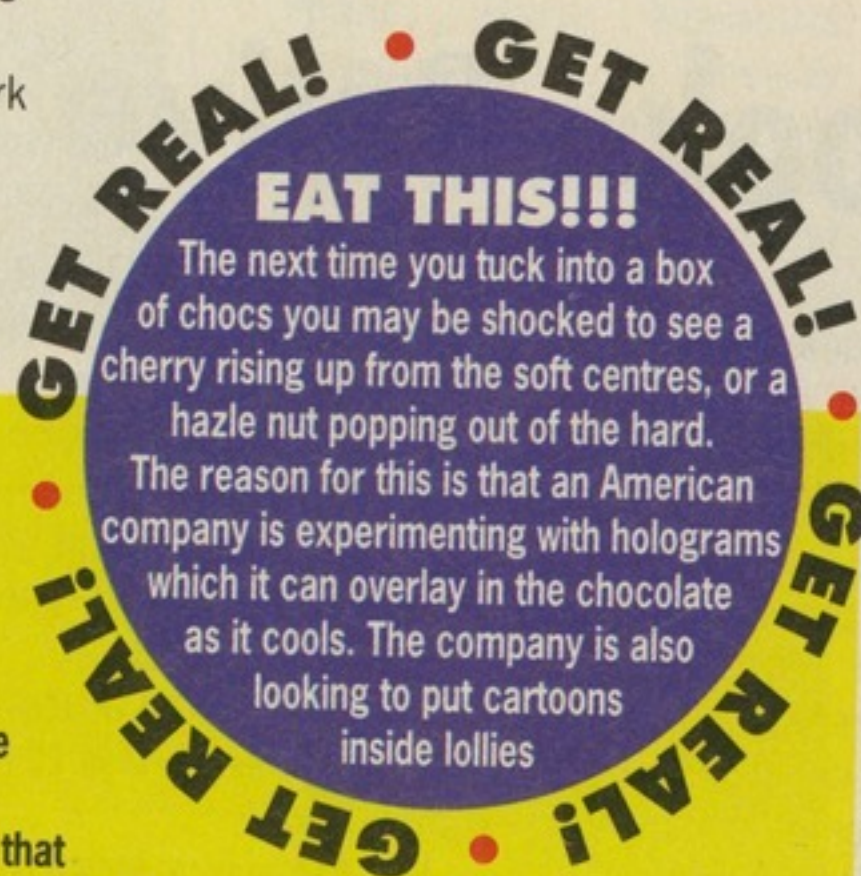 rk
GET REAL! • GET REAL! • GET REAL! • GET REAL! •
EAT THIS!!!
The next time you tuck into a box
of chocs you may be shocked to see a
cherry rising up from the soft centres, or a
hazle nut popping out of the hard.
The reason for this is that an American
company is experimenting with holograms
which it can overlay in the chocolate
as it cools. The company is also
looking to put cartoons
inside lollies
e
that